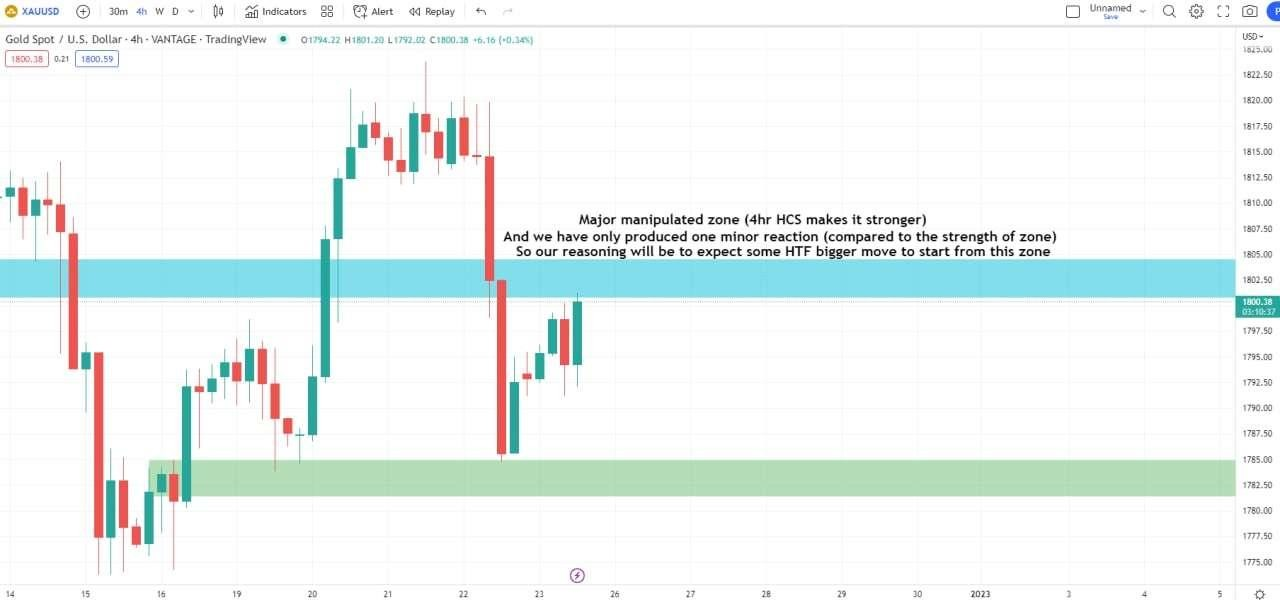 XAUUSD 30m 4h W D Indicators Alert Replay Unnamed
Save
Gold Spot / U.S. Dollar · 4h · VANTAGE · TradingView O1794.22 H1801.20 L1792.02 C1800.38 +6.16 (+0.34%)
USD
1800.38 0.21 1800.59
1825.00
1822.50
1820.00
1817.50
1815.00
1812.50
1810.00
1807.50
1805.00
1802.50
1800.38
03:10:37
1797.50
1795.00
1792.50
1790.00
1787.50
1785.00
1782.50
1780.00
1777.50
1775.00
Major manipulated zone (4hr HCS makes it stronger)
And we have only produced one minor reaction (compared to the strength of zone)
So our reasoning will be to expect some HTF bigger move to start from this zone
14 15 16 19 20 21 22 23 26 27 28 29 30 2023 3 4 5